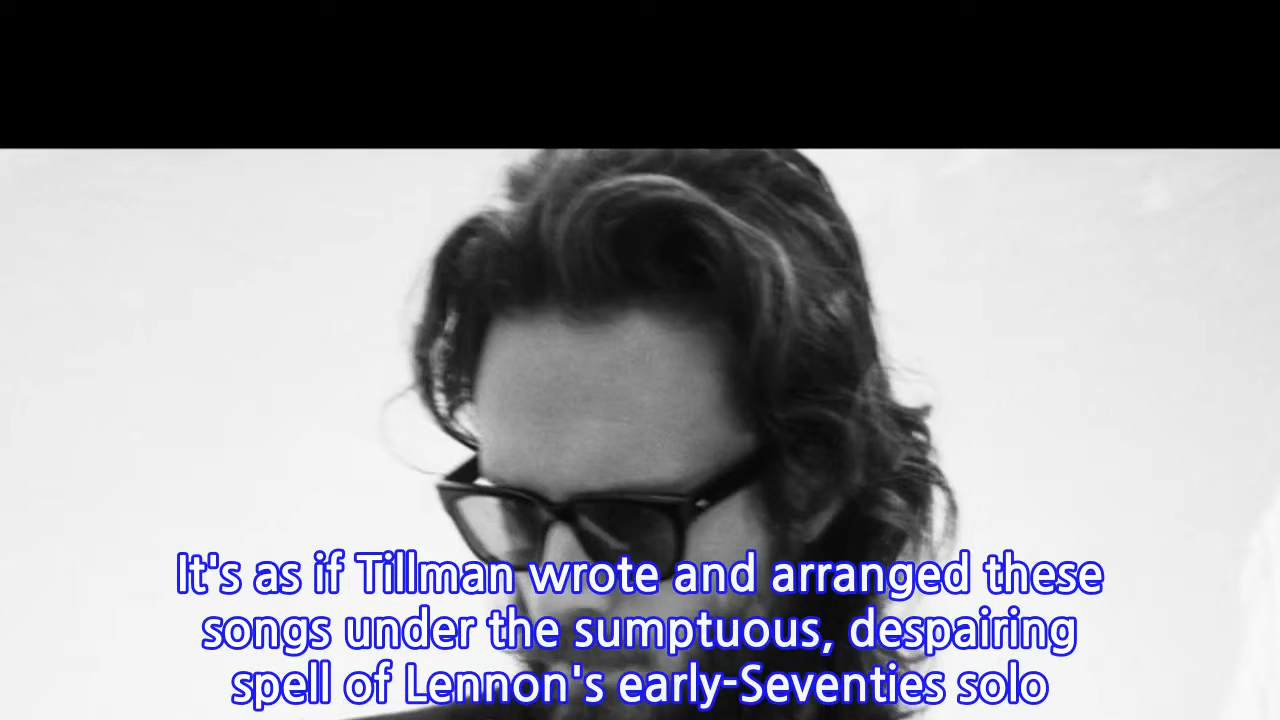 It's as if Tillman wrote and arranged these
songs under the sumptuous, despairing
spell of Lennon's early-Seventies solo